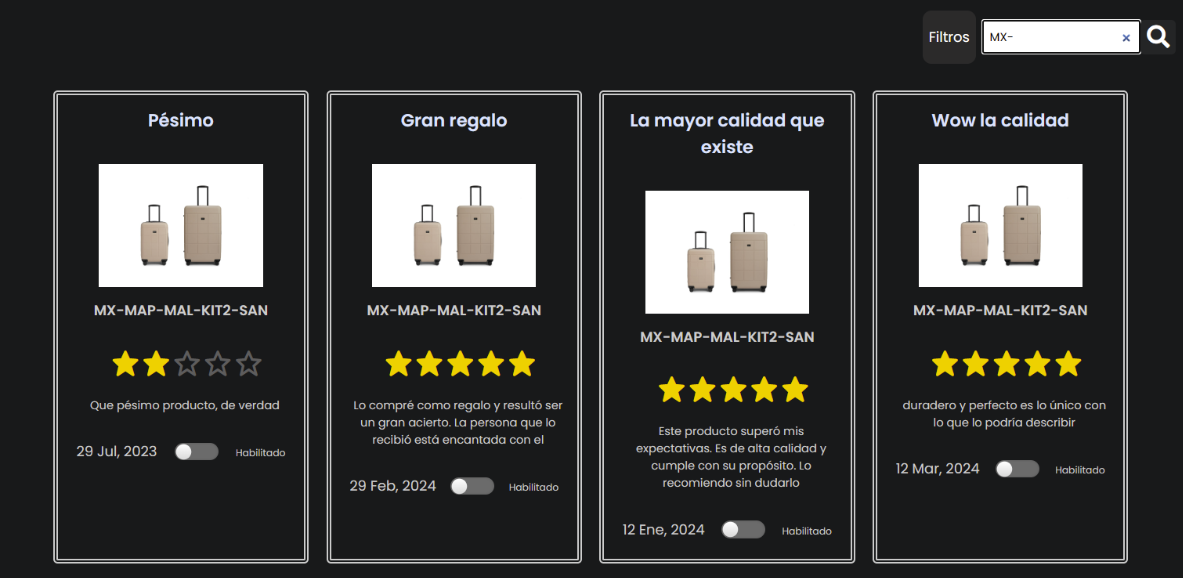 Filtros
MX-
Pésimo
MX-MAP-MAL-KIT2-SAN
Que pésimo producto, de verdad
29 Jul, 2023
Habilitado
Gran regalo
MX-MAP-MAL-KIT2-SAN
Lo compré como regalo y resultó ser
un gran acierto. La persona que lo
recibió está encantada con el
29 Feb, 2024
Habilitado
La mayor calidad que
existe
MX-MAP-MAL-KIT2-SAN
Este producto superó mis
expectativas. Es de alta calidad y
cumple con su propósito. Lo
recomiendo sin dudarlo
12 Ene, 2024
Habilitado
Wow la calidad
MX-MAP-MAL-KIT2-SAN
duradero y perfecto es lo único con
lo que lo podría describir
12 Mar, 2024
Habilitado